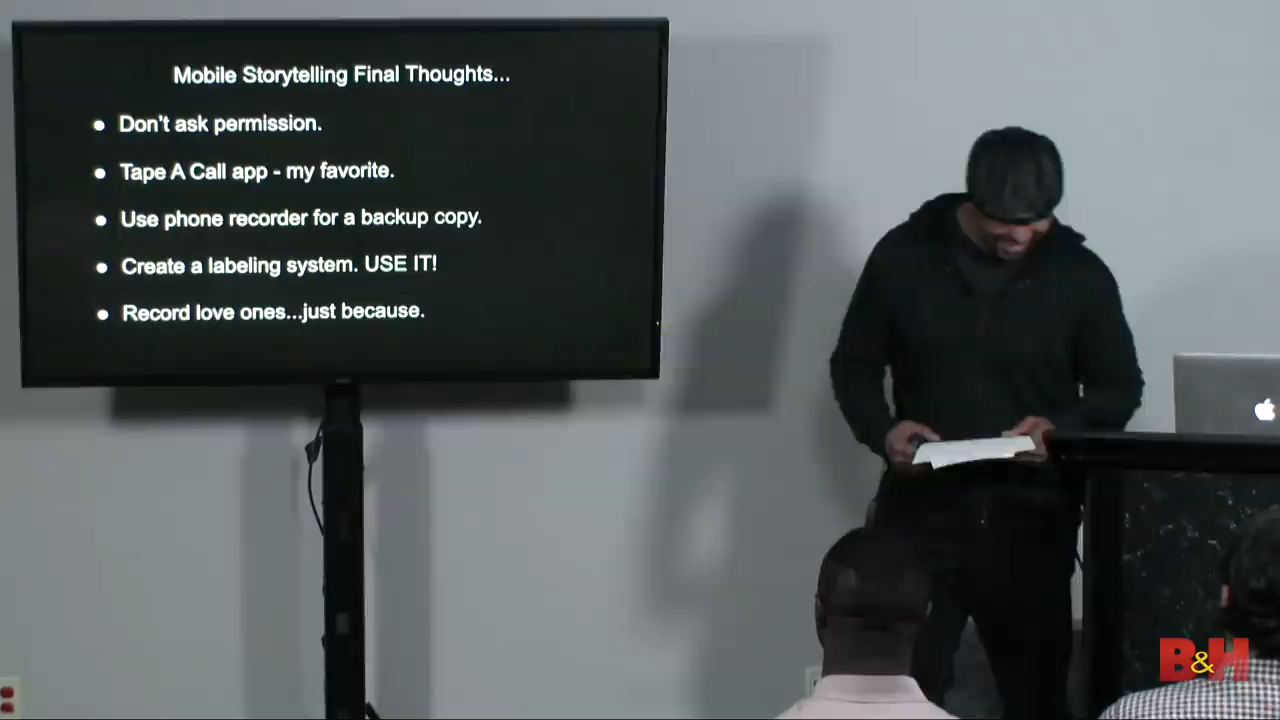 Mobile Storytelling Final Thoughts...
● Don't ask permission.
● Tape A Call app - my favorite.
● Use phone recorder for a backup copy.
● Create a labeling system. USE IT!
● Record love ones...just because.
B&H